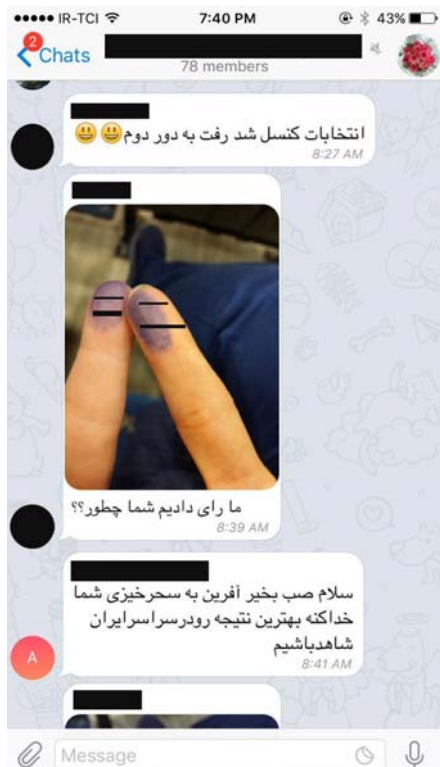 IR-TCI 7:40 PM 43%
2
Chats
78 members
انتخابات کنسل شد رفت به دور دوم😃😃
8:27 AM
ما رای دادیم شما چطور؟؟
8:39 AM
سلام صب بخیر آفرین به سحرخیزی شما
خداکنه بهترین نتیجه رودرسراسرایران
شاهدباشیم
8:41 AM
A
Message